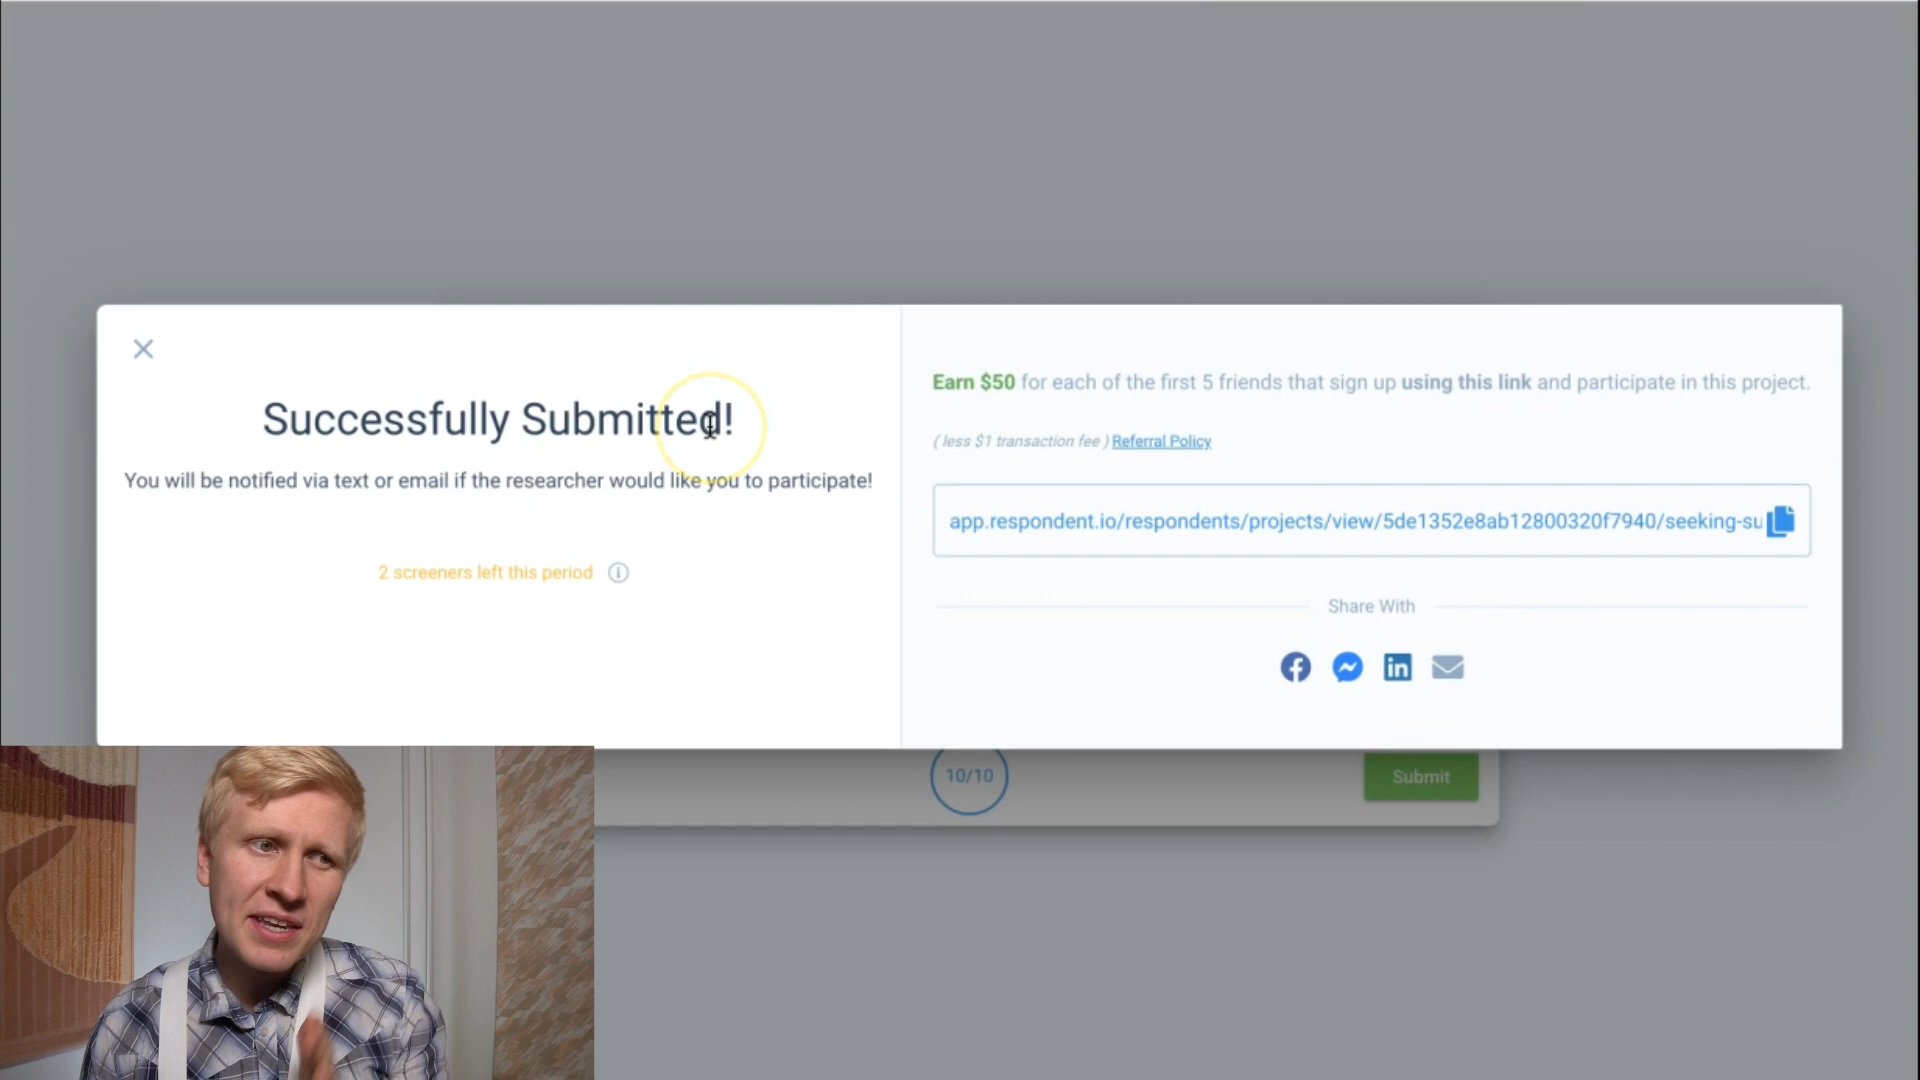 Successfully Submitted!
You will be notified via text or email if the researcher would like you to participate!
2 screeners left this period
Earn $50 for each of the first 5 friends that sign up using this link and participate in this project.
( less $1 transaction fee ) Referral Policy
app.respondent.io/respondents/projects/view/5de1352e8ab12800320f7940/seeking-su
Share With
10/10
Submit